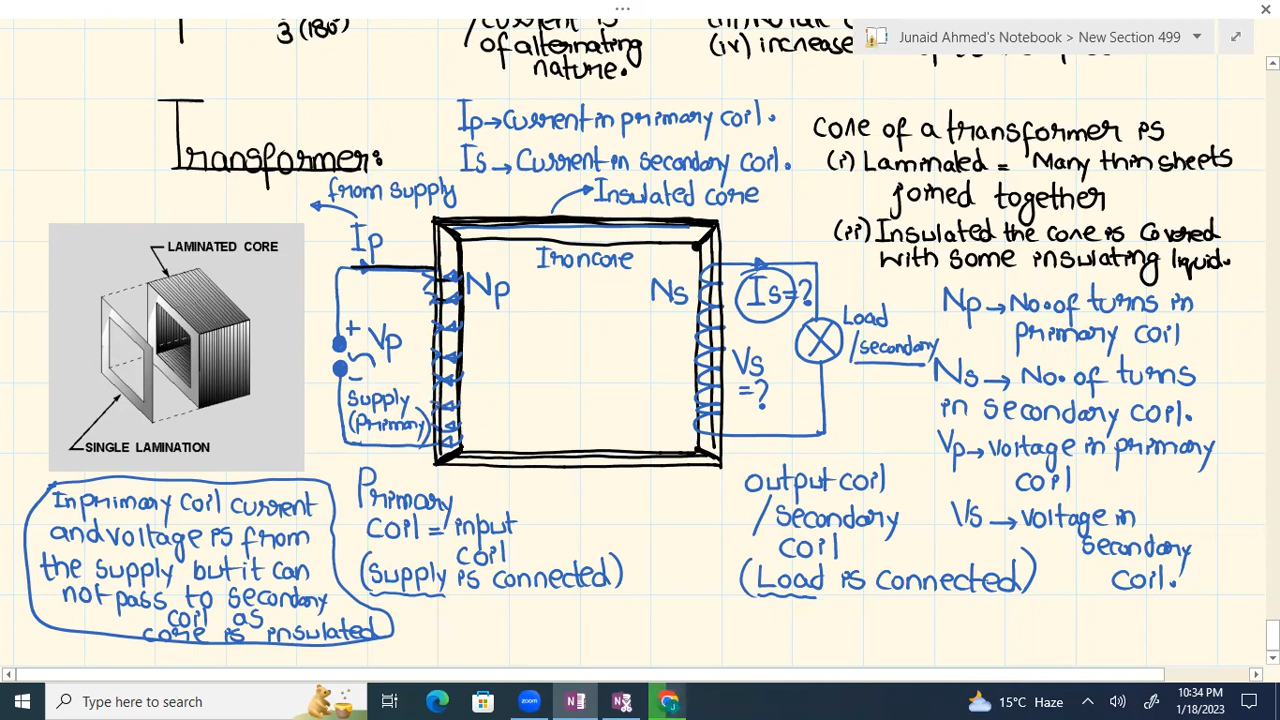 3 (180°)
/current is
of alternating
nature.
(iv) increase
Junaid Ahmed's Notebook > New Section 499
Transformer:
Ip→Current in primary coil.
Is→ Current in secondary coil.
from supply
Insulated core
Ip
Iron core
Np
Ns
Is=?
+
Vp
-
Supply
(Primary)
Vs
=?
Load
/secondary
LAMINATED CORE
SINGLE LAMINATION
core of a transformer is
(i) Laminated = Many thin sheets
joined together
(ii) Insulated the core is covered
with some insulating liquid.
Np→No. of turns in
primary coil
Ns → No. of turns
in secondary coil.
Vp→voltage in primary
coil
Vs →voltage in
secondary
coil.
In primary coil current
and voltage is from
the supply but it can
not pass to secondary
coil as
core is insulated
Primary
coil = input
coil
(Supply is connected)
output coil
/secondary
coil
(Load is connected)
Type here to search
zoom
15°C Haze
10:34 PM
1/18/2023